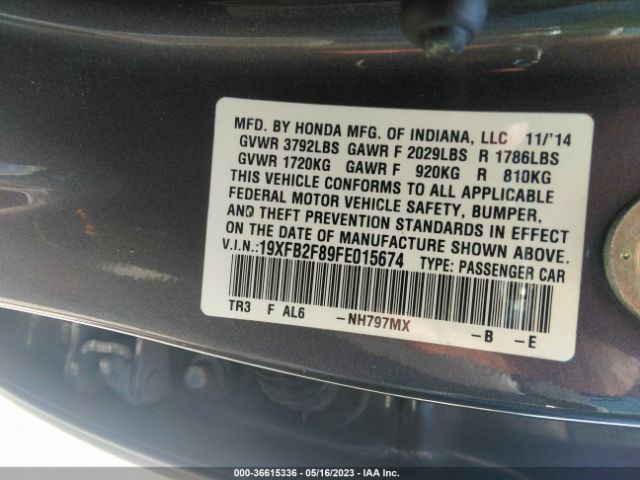 MFD. BY HONDA MFG. OF INDIANA, LLC 11/'14
GVWR 3792LBS GAWR F 2029LBS R 1786LBS
GVWR 1720KG GAWR F 920KG R 810KG
THIS VEHICLE CONFORMS TO ALL APPLICABLE
FEDERAL MOTOR VEHICLE SAFETY, BUMPER,
AND THEFT PREVENTION STANDARDS IN EFFECT
ON THE DATE OF MANUFACTURE SHOWN ABOVE.
V.I.N.:19XFB2F89FE015674 TYPE: PASSENGER CAR
TR3 F AL6 -NH797MX -B -E
000-36615336 - 05/16/2023 - IAA Inc.